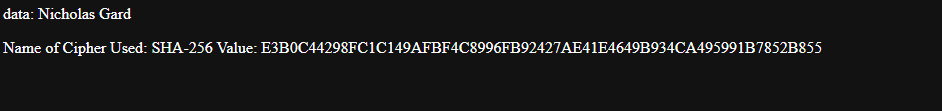 data: Nicholas Gard
Name of Cipher Used: SHA-256 Value: E3B0C44298FC1C149AFBF4C8996FB92427AE41E4649B934CA495991B7852B855